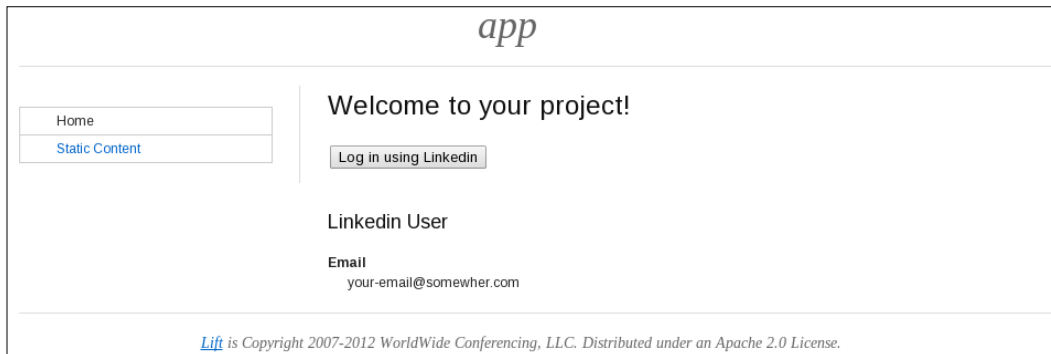 app
Home
Static Content
Welcome to your project!
Log in using Linkedin
Linkedin User
Email
your-email@somewher.com
Lift is Copyright 2007-2012 WorldWide Conferencing, LLC. Distributed under an Apache 2.0 License.